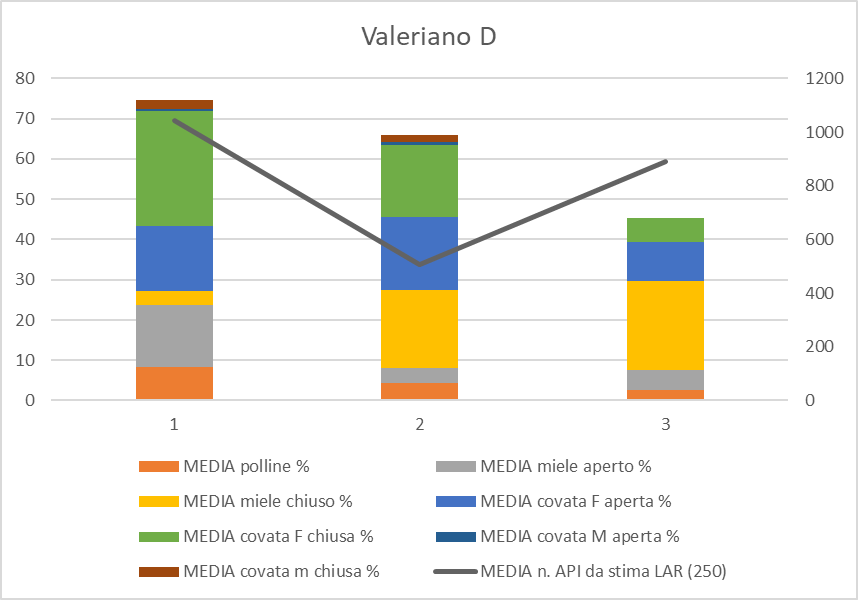 Valeriano D
80
70
60
50
40
30
20
10
0
1200
1000
800
600
400
200
0
1 2 3
MEDIA polline % MEDIA miele aperto %
MEDIA miele chiuso % MEDIA covata F aperta %
MEDIA covata F chiusa % MEDIA covata M aperta %
MEDIA covata m chiusa % MEDIA n. API da stima LAR (250)